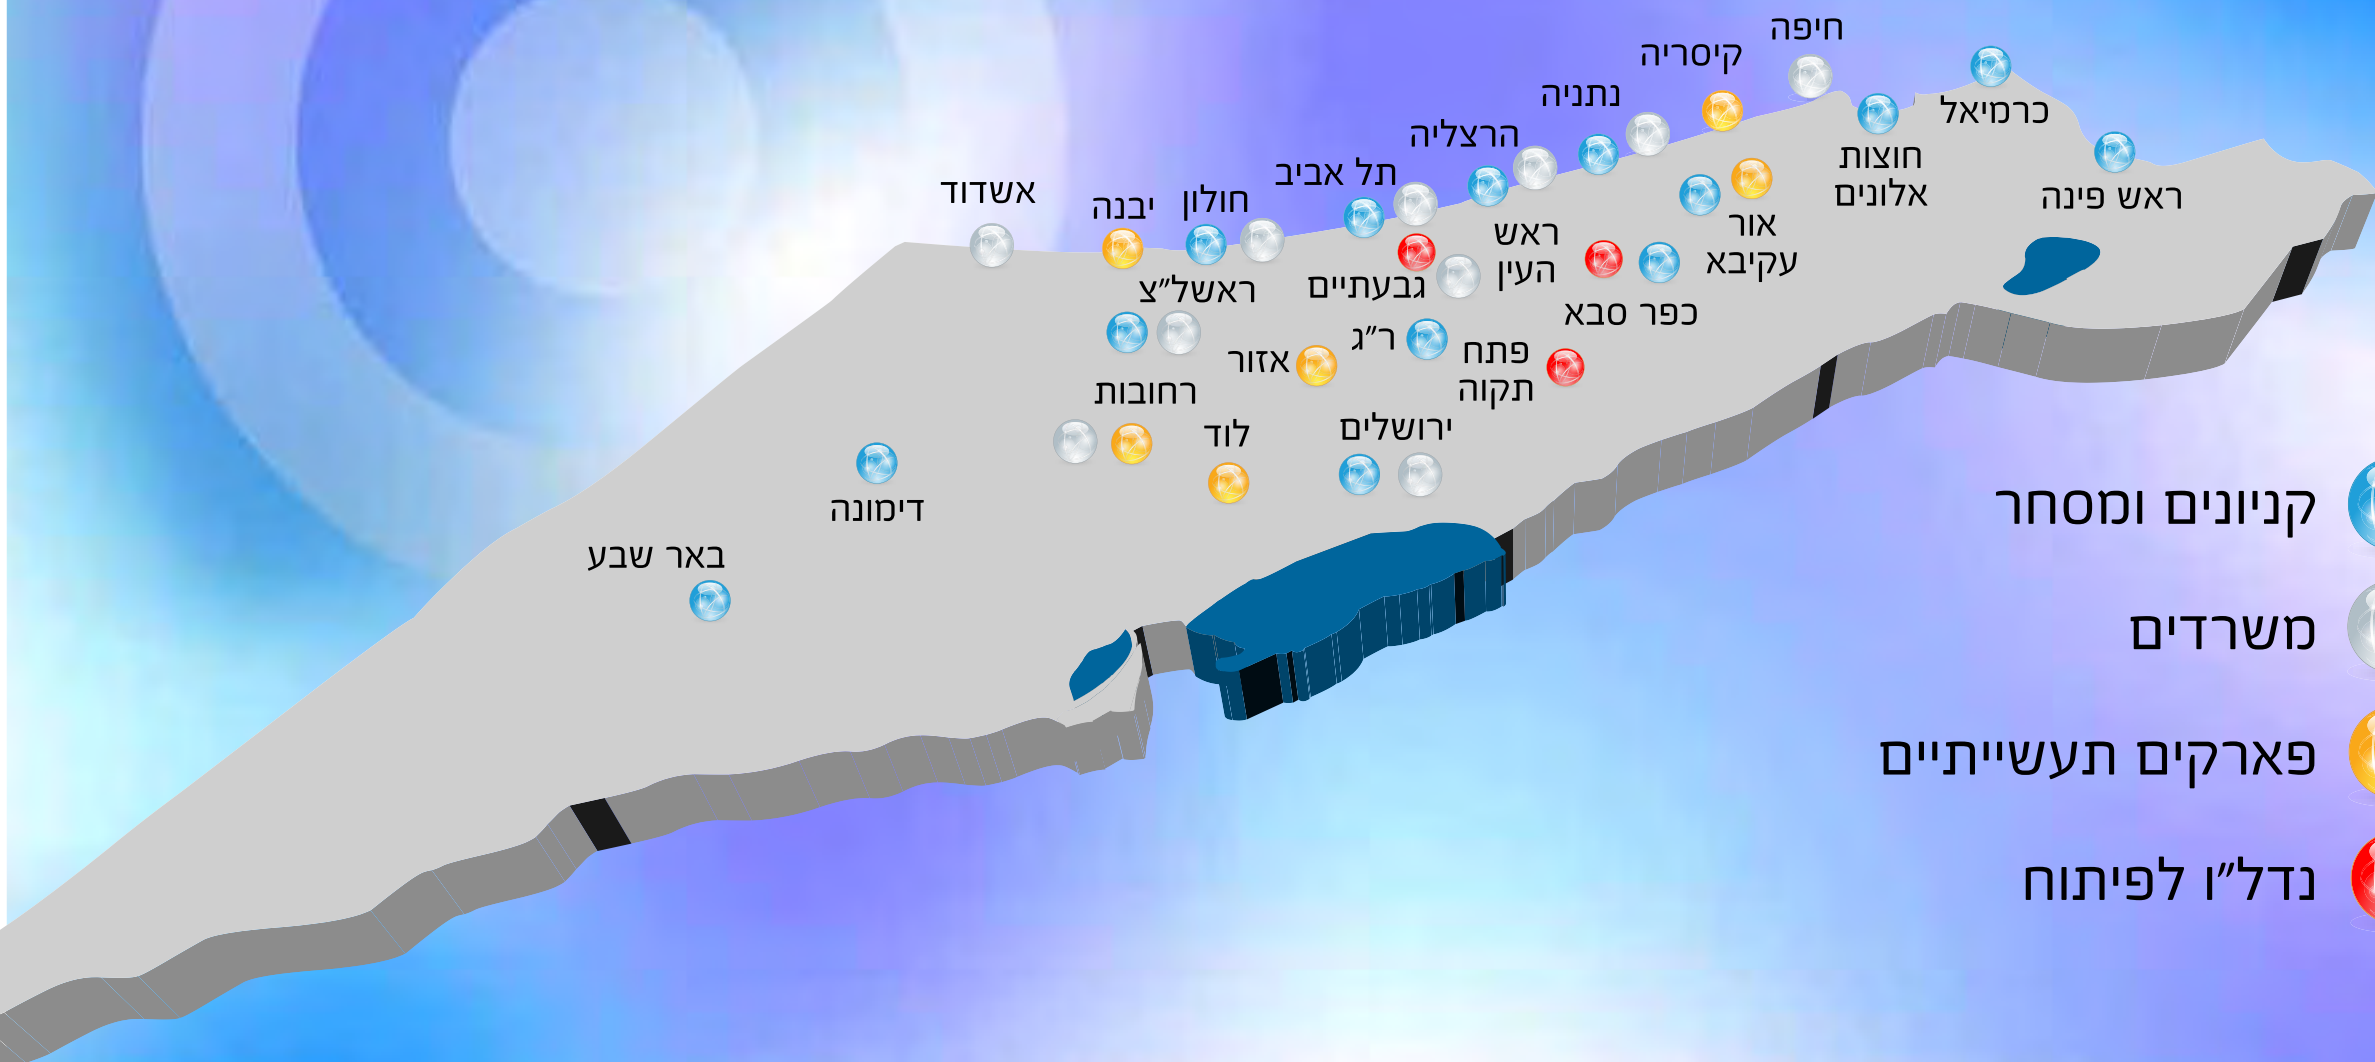 חיפה
קיסריה
נתניה
כרמיאל
הרצליה
חוצות
אלונים
תל אביב
ראש פינה
אשדוד
חולון
יבנה
אור
עקיבא
ראש
העין
גבעתיים
ראשל״צ
כפר סבא
ר״ג
אזור
פתח
תקוה
רחובות
לוד
ירושלים
דימונה
באר שבע
קניונים ומסחר
משרדים
פארקים תעשייתיים
נדל״ו לפיתוח